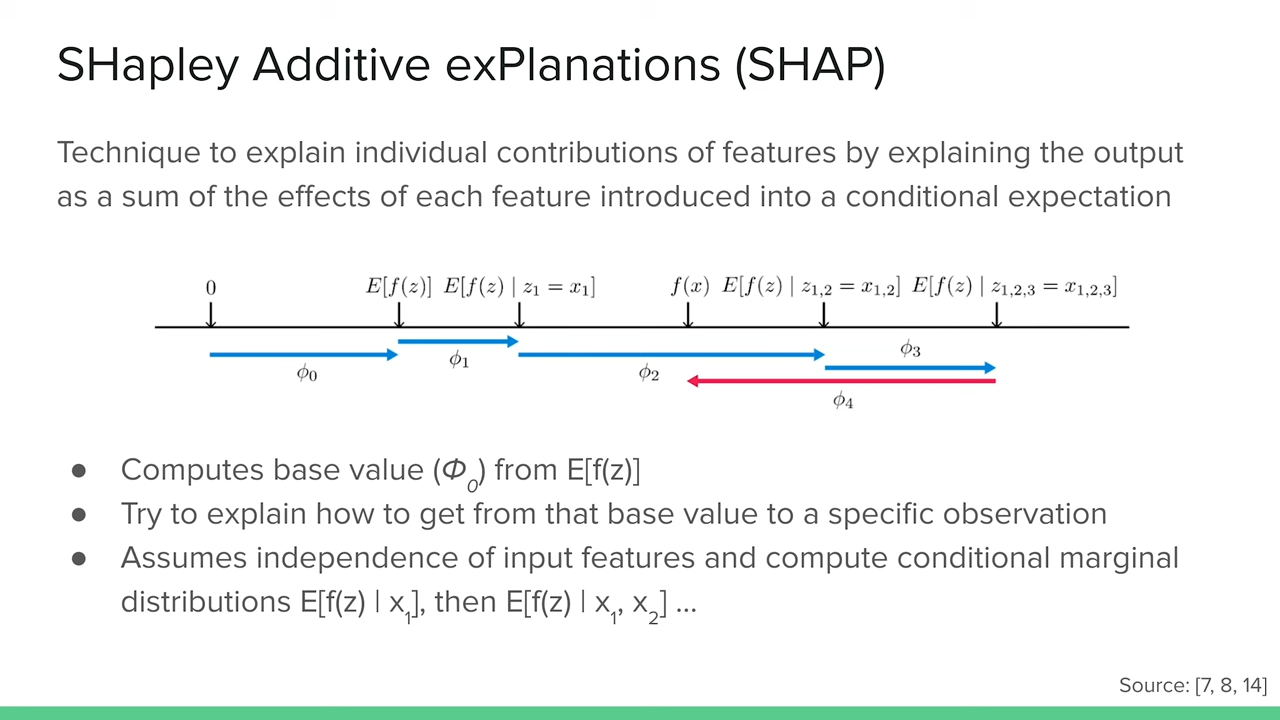 SHapley Additive exPlanations (SHAP)
Technique to explain individual contributions of features by explaining the output
as a sum of the effects of each feature introduced into a conditional expectation
0 E[f(z)] E[f(z) | z₁ = x₁] f(x) E[f(z) | z₁,₂ = x₁,₂] E[f(z) | z₁,₂,₃ = x₁,₂,₃]
ϕ₀ ϕ₁ ϕ₂ ϕ₃
ϕ₄
● Computes base value (Φ₀) from E[f(z)]
● Try to explain how to get from that base value to a specific observation
● Assumes independence of input features and compute conditional marginal
distributions E[f(z) | x₁], then E[f(z) | x₁, x₂] ...
Source: [7, 8, 14]